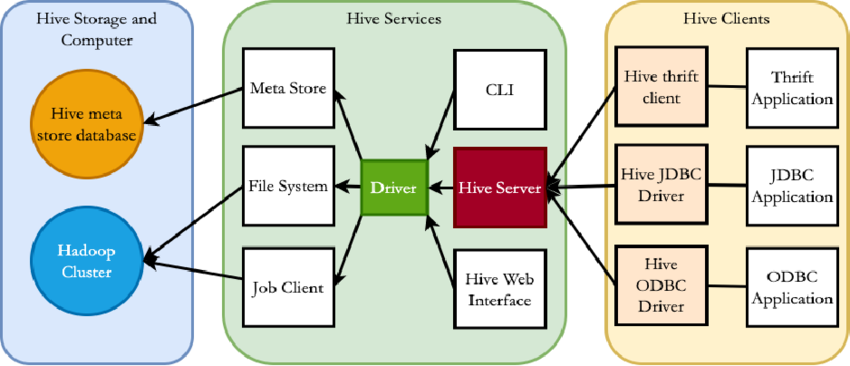 Hive Storage and
Computer
Hive meta
store database
Hadoop
Cluster
Hive Services
Meta Store
File System
Job Client
Driver
CLI
Hive Server
Hive Web
Interface
Hive Clients
Hive thrift
client
Thrift
Application
Hive JDBC
Driver
JDBC
Application
Hive
ODBC
Driver
ODBC
Application